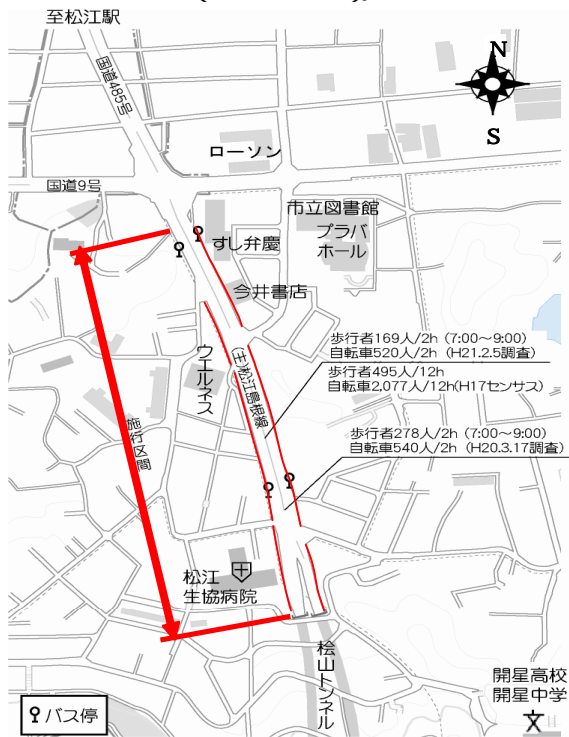 至松江駅
国道485号
N
S
ローソン
国道9号
市立図書館
プラバ
ホール
すし弁慶
今井書店
歩行者169人/2h (7:00～9:00)
自転車520人/2h (H21.2.5調査)
歩行者495人/12h
自転車2,077人/12h(H17センサス)
ウエルネス
(主)松江島根線
歩行者278人/2h (7:00～9:00)
自転車540人/2h (H20.3.17調査)
施行区間
松江
生協病院
桧山トンネル
開星高校
開星中学
文
バス停